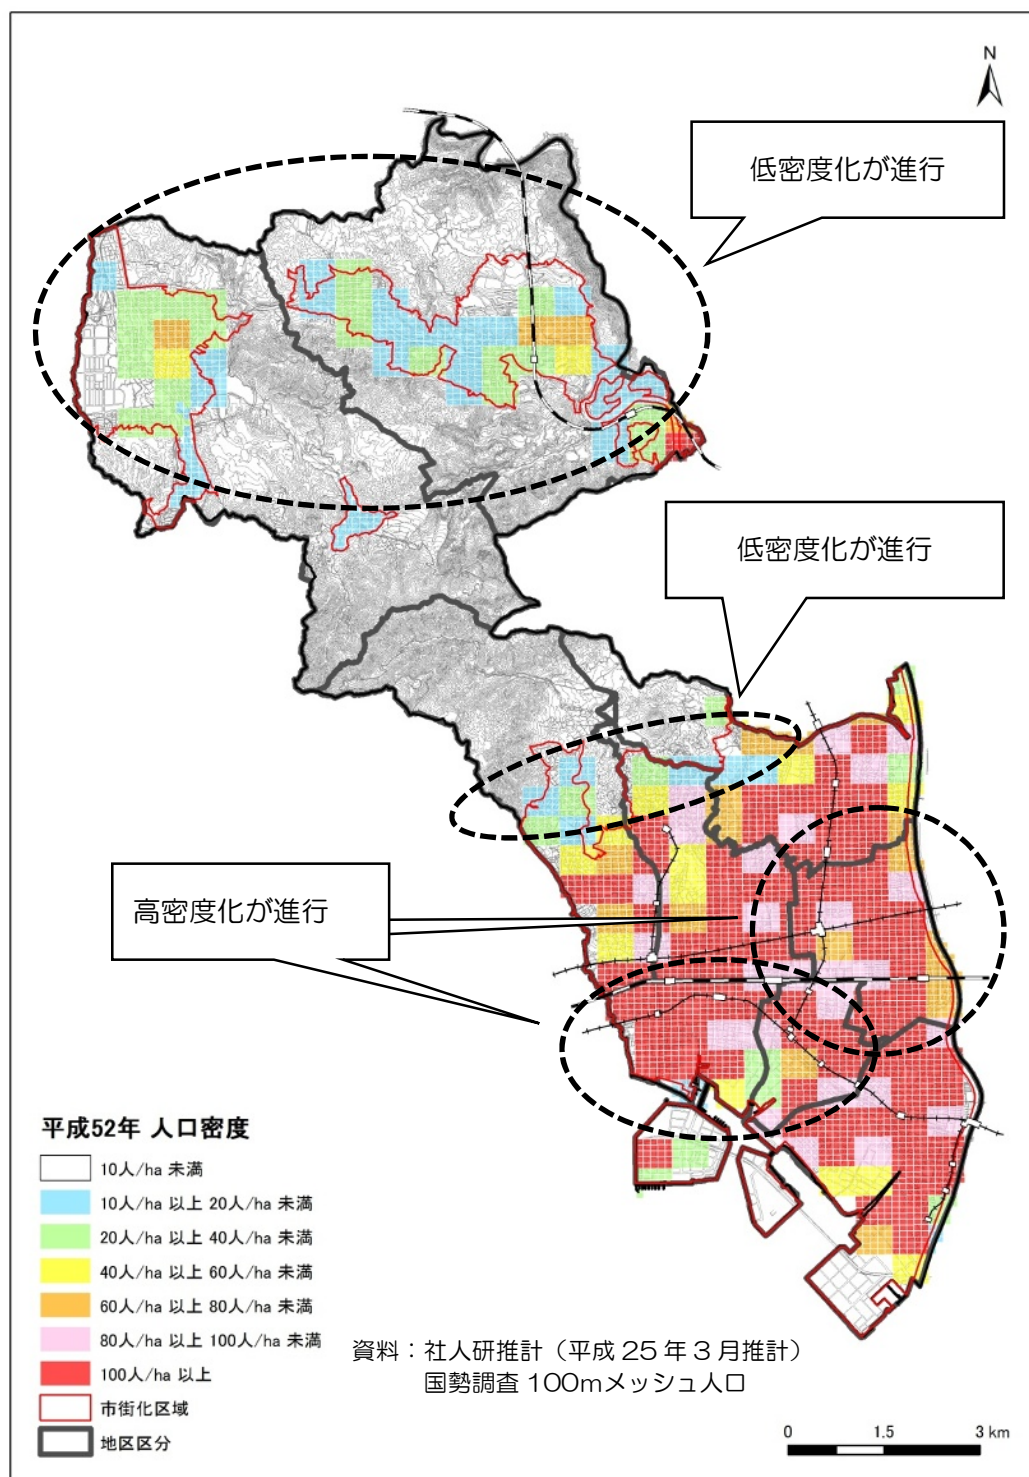 N
低密度化が進行
低密度化が進行
高密度化が進行
平成52年 人口密度
10人/ha 未満
10人/ha 以上 20人/ha 未満
20人/ha 以上 40人/ha 未満
40人/ha 以上 60人/ha 未満
60人/ha 以上 80人/ha 未満
80人/ha 以上 100人/ha 未満
100人/ha 以上
市街化区域
地区区分
資料：社人研推計（平成 25 年 3 月推計）
国勢調査 100mメッシュ人口
0 1.5 3 km